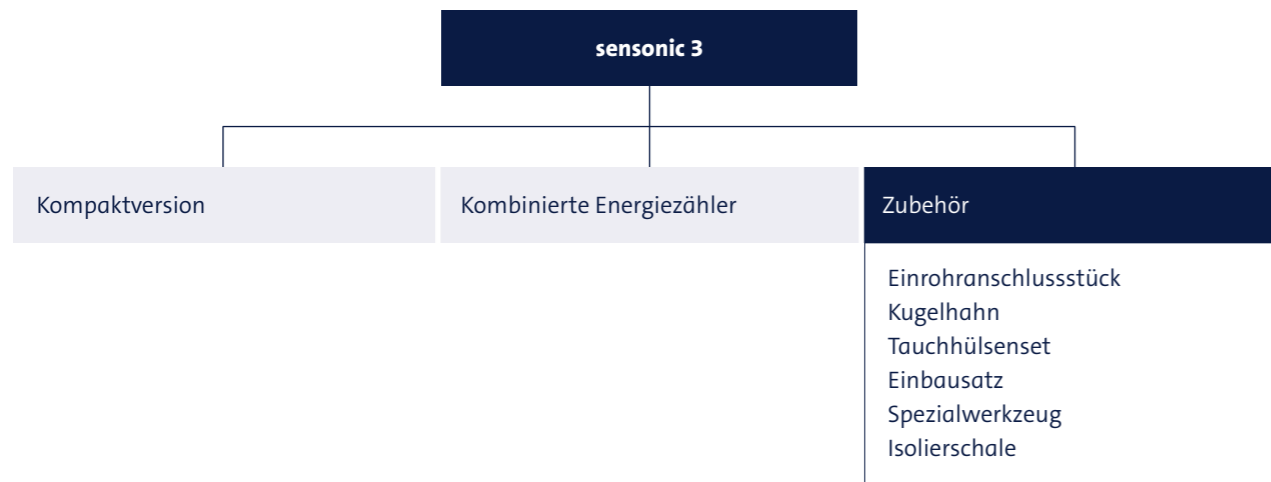 sensonic 3
Kompaktversion
Kombinierte Energiezähler
Zubehör
Einrohranschlussstück
Kugelhahn
Tauchhülsenset
Einbausatz
Spezialwerkzeug
Isolierschale